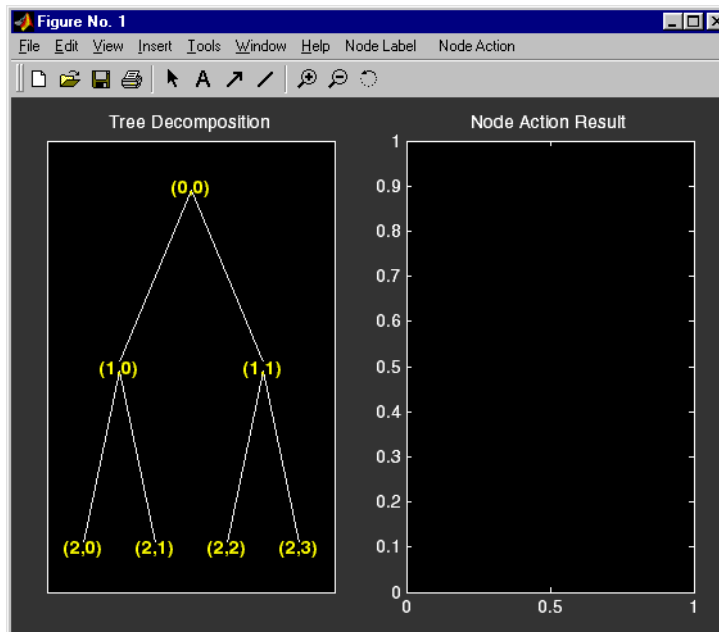 Figure No. 1
File Edit View Insert Tools Window Help Node Label Node Action
A
Tree Decomposition
(0,0)
(1,0) (1,1)
(2,0) (2,1) (2,2) (2,3)
Node Action Result
1
0.9
0.8
0.7
0.6
0.5
0.4
0.3
0.2
0.1
0
0 0.5 1